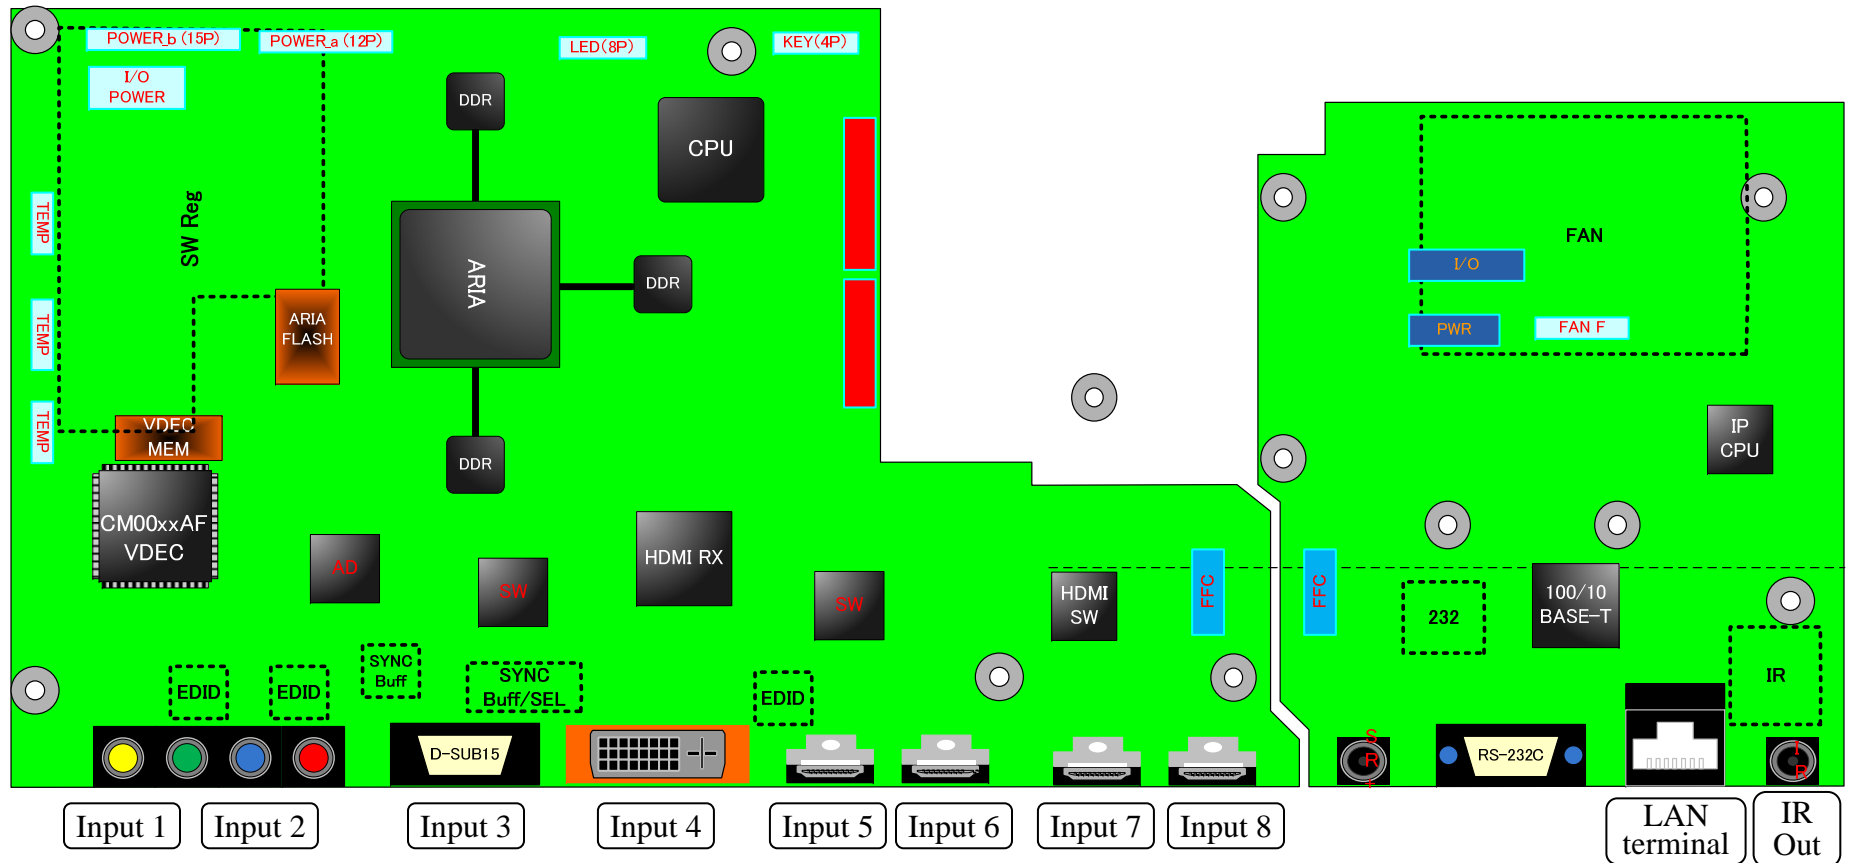 POWER_b (15P)
POWER_a (12P)
LED(8P)
KEY(4P)
I/O
POWER
DDR
CPU
TEMP
SW Reg
ARIA
DDR
FAN
I/O
TEMP
ARIA
FLASH
PWR
FAN F
TEMP
VDEC
MEM
DDR
IP
CPU
CM00xxAF
VDEC
AD
SW
HDMI RX
SW
HDMI
SW
FFC
FFC
232
100/10
BASE-T
EDID
EDID
SYNC
Buff
SYNC
Buff/SEL
EDID
IR
D-SUB15
S
R
RS-232C
I
R
Input 1
Input 2
Input 3
Input 4
Input 5
Input 6
Input 7
Input 8
LAN
terminal
IR
Out